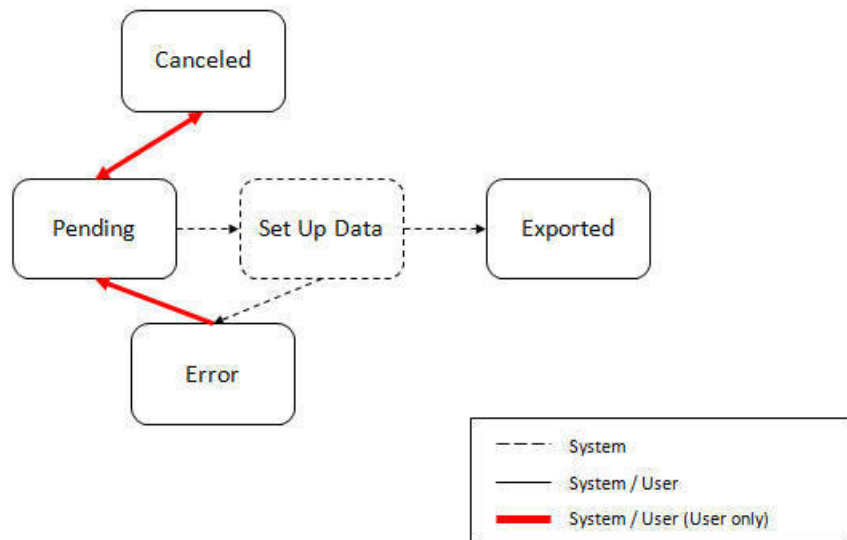 Canceled
Pending
Set Up Data
Exported
Error
System
System / User
System / User (User only)